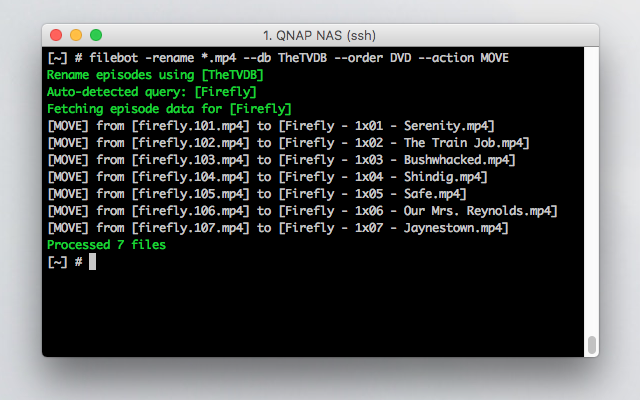 1. QNAP NAS (ssh)
[~] # filebot -rename *.mp4 --db TheTVDB --order DVD --action MOVE
Rename episodes using [TheTVDB]
Auto-detected query: [Firefly]
Fetching episode data for [Firefly]
[MOVE] from [firefly.101.mp4] to [Firefly - 1x01 - Serenity.mp4]
[MOVE] from [firefly.102.mp4] to [Firefly - 1x02 - The Train Job.mp4]
[MOVE] from [firefly.103.mp4] to [Firefly - 1x03 - Bushwhacked.mp4]
[MOVE] from [firefly.104.mp4] to [Firefly - 1x04 - Shindig.mp4]
[MOVE] from [firefly.105.mp4] to [Firefly - 1x05 - Safe.mp4]
[MOVE] from [firefly.106.mp4] to [Firefly - 1x06 - Our Mrs. Reynolds.mp4]
[MOVE] from [firefly.107.mp4] to [Firefly - 1x07 - Jaynestown.mp4]
Processed 7 files
[~] #